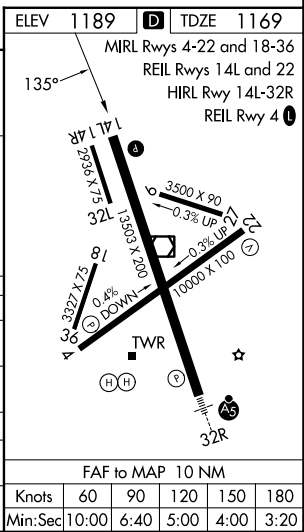 ELEV 1189 D TDZE 1169
MIRL Rwys 4-22 and 18-36
REIL Rwys 14L and 22
HIRL Rwy 14L-32R
REIL Rwy 4 L
135°
14L
14R
P
2936 X 75
32L
9
3500 X 90
0.3% UP
27
22
13503 X 200
0.3% UP
V
18
3327 X 75
36
0.4%
DOWN
P
10000 X 100
4
TWR
H H
P
A5
32R
FAF to MAP 10 NM
Knots 60 90 120 150 180
Min:Sec 10:00 6:40 5:00 4:00 3:20